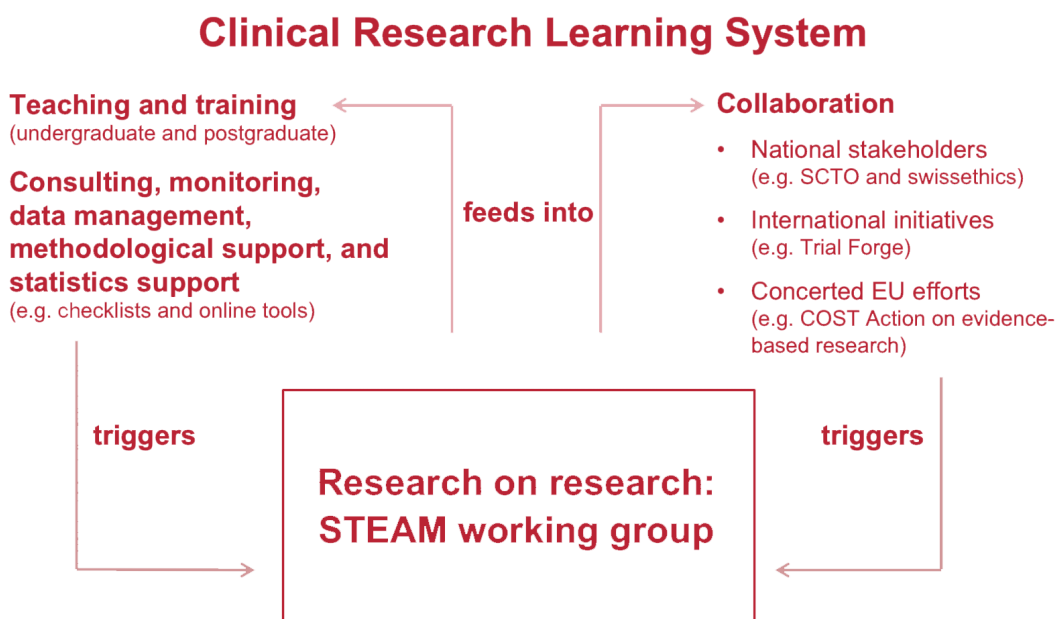 Clinical Research Learning System
Teaching and training
(undergraduate and postgraduate)
Consulting, monitoring,
data management,
methodological support, and
statistics support
(e.g. checklists and online tools)
feeds into
Collaboration
• National stakeholders
(e.g. SCTO and swissethics)
• International initiatives
(e.g. Trial Forge)
• Concerted EU efforts
(e.g. COST Action on evidence-
based research)
triggers
triggers
Research on research:
STEAM working group